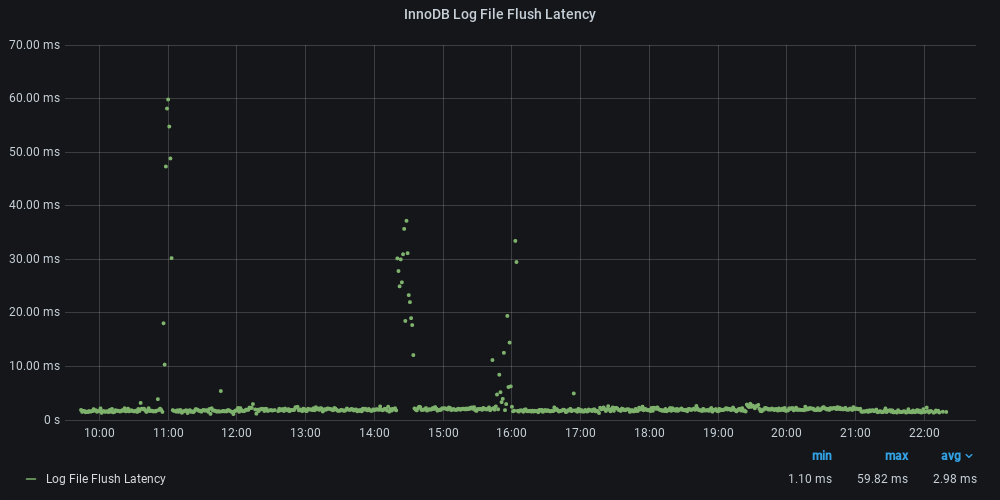 InnoDB Log File Flush Latency
70.00 ms
60.00 ms
50.00 ms
40.00 ms
30.00 ms
20.00 ms
10.00 ms
0 s
10:00 11:00 12:00 13:00 14:00 15:00 16:00 17:00 18:00 19:00 20:00 21:00 22:00
min max avg
Log File Flush Latency 1.10 ms 59.82 ms 2.98 ms